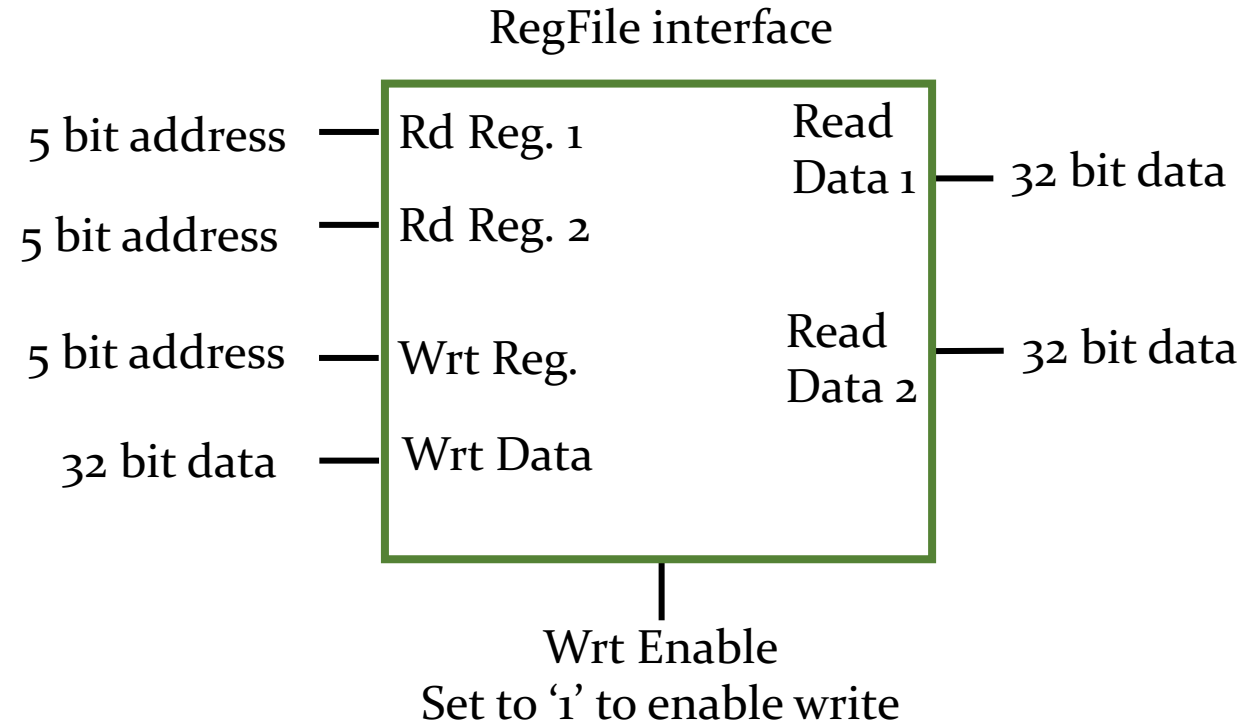 RegFile interface
5 bit address
Rd Reg. 1
Read
Data 1
32 bit data
5 bit address
Rd Reg. 2
5 bit address
Wrt Reg.
Read
Data 2
32 bit data
32 bit data
Wrt Data
Wrt Enable
Set to ‘1’ to enable write